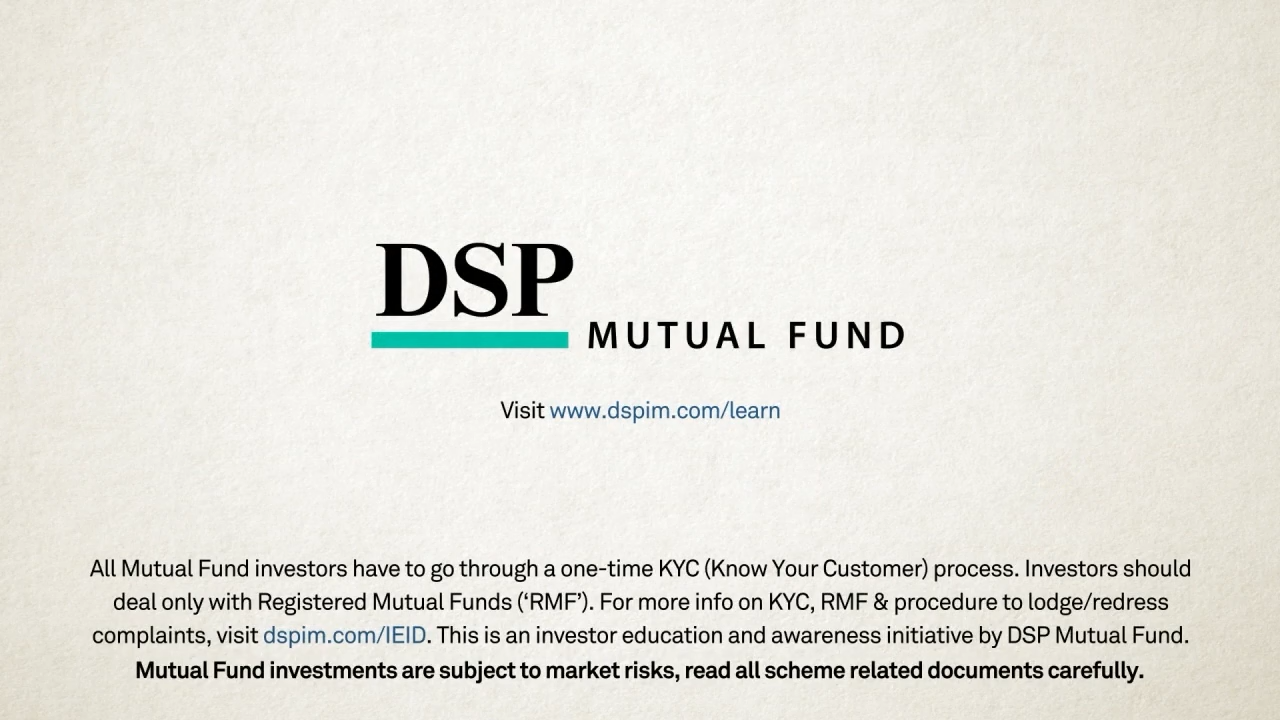 DSP
MUTUAL FUND
Visit www.dspim.com/learn
All Mutual Fund investors have to go through a one-time KYC (Know Your Customer) process. Investors should
deal only with Registered Mutual Funds (‘RMF’). For more info on KYC, RMF & procedure to lodge/redress
complaints, visit dspim.com/IEID. This is an investor education and awareness initiative by DSP Mutual Fund.
Mutual Fund investments are subject to market risks, read all scheme related documents carefully.